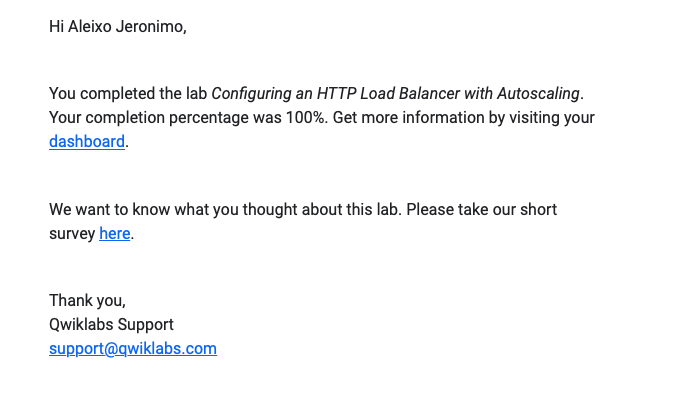 Hi Aleixo Jeronimo,
You completed the lab Configuring an HTTP Load Balancer with Autoscaling.
Your completion percentage was 100%. Get more information by visiting your
dashboard.
We want to know what you thought about this lab. Please take our short
survey here.
Thank you,
Qwiklabs Support
support@qwiklabs.com